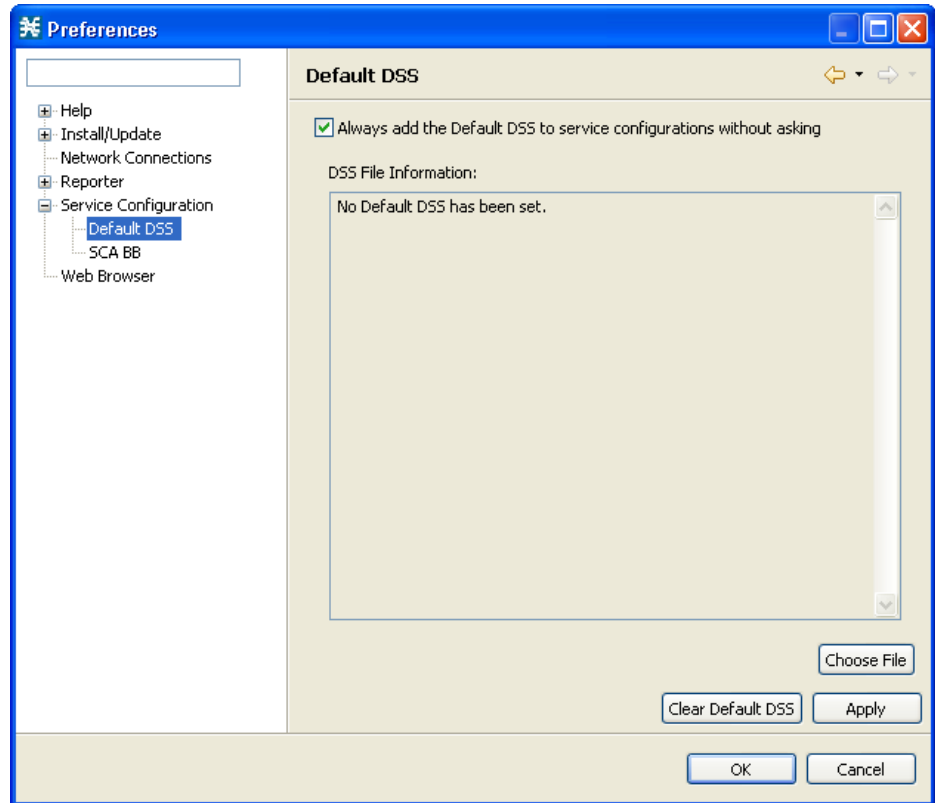 Preferences
Default DSS
Help
Install/Update
Network Connections
Reporter
Service Configuration
Default DSS
SCA BB
Web Browser
Always add the Default DSS to service configurations without asking
DSS File Information:
No Default DSS has been set.
Choose File
Clear Default DSS
Apply
OK
Cancel